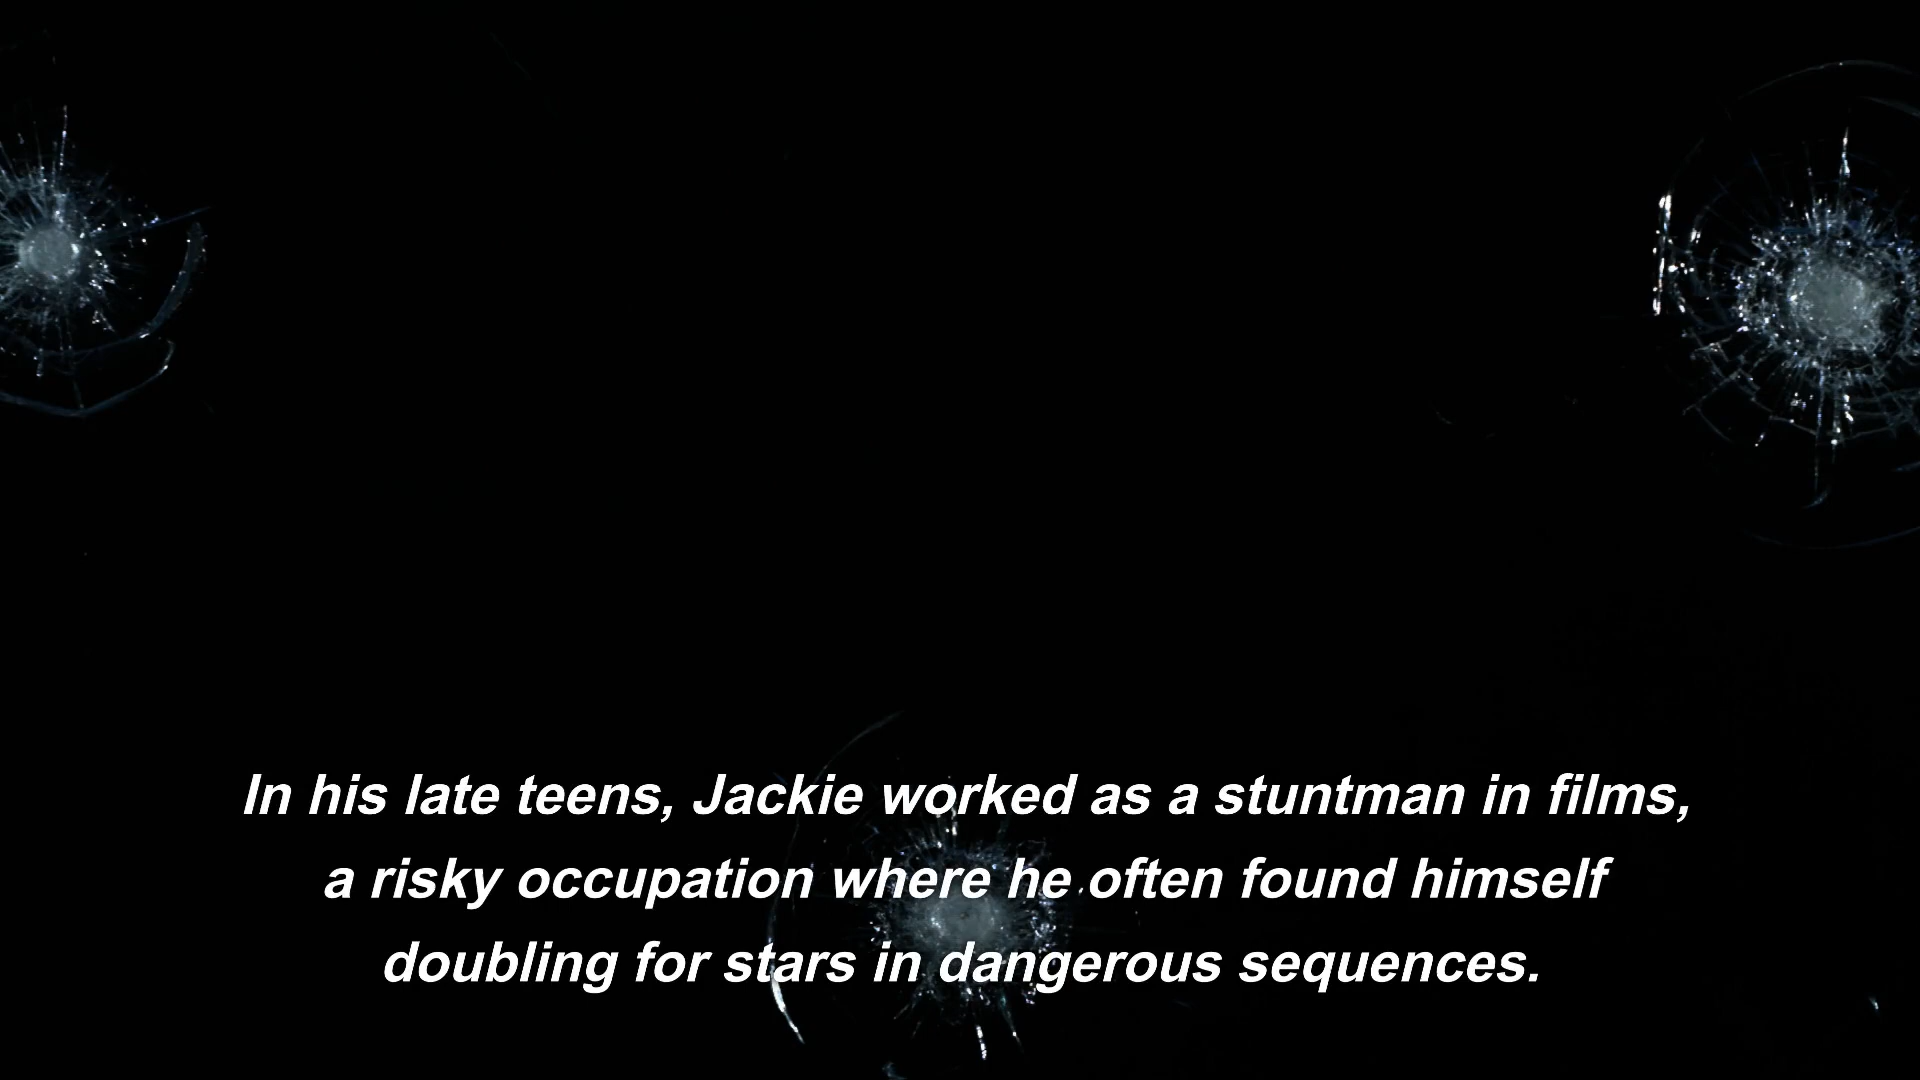 In his late teens, Jackie worked as a stuntman in films,
a risky occupation where he often found himself
doubling for stars in dangerous sequences.